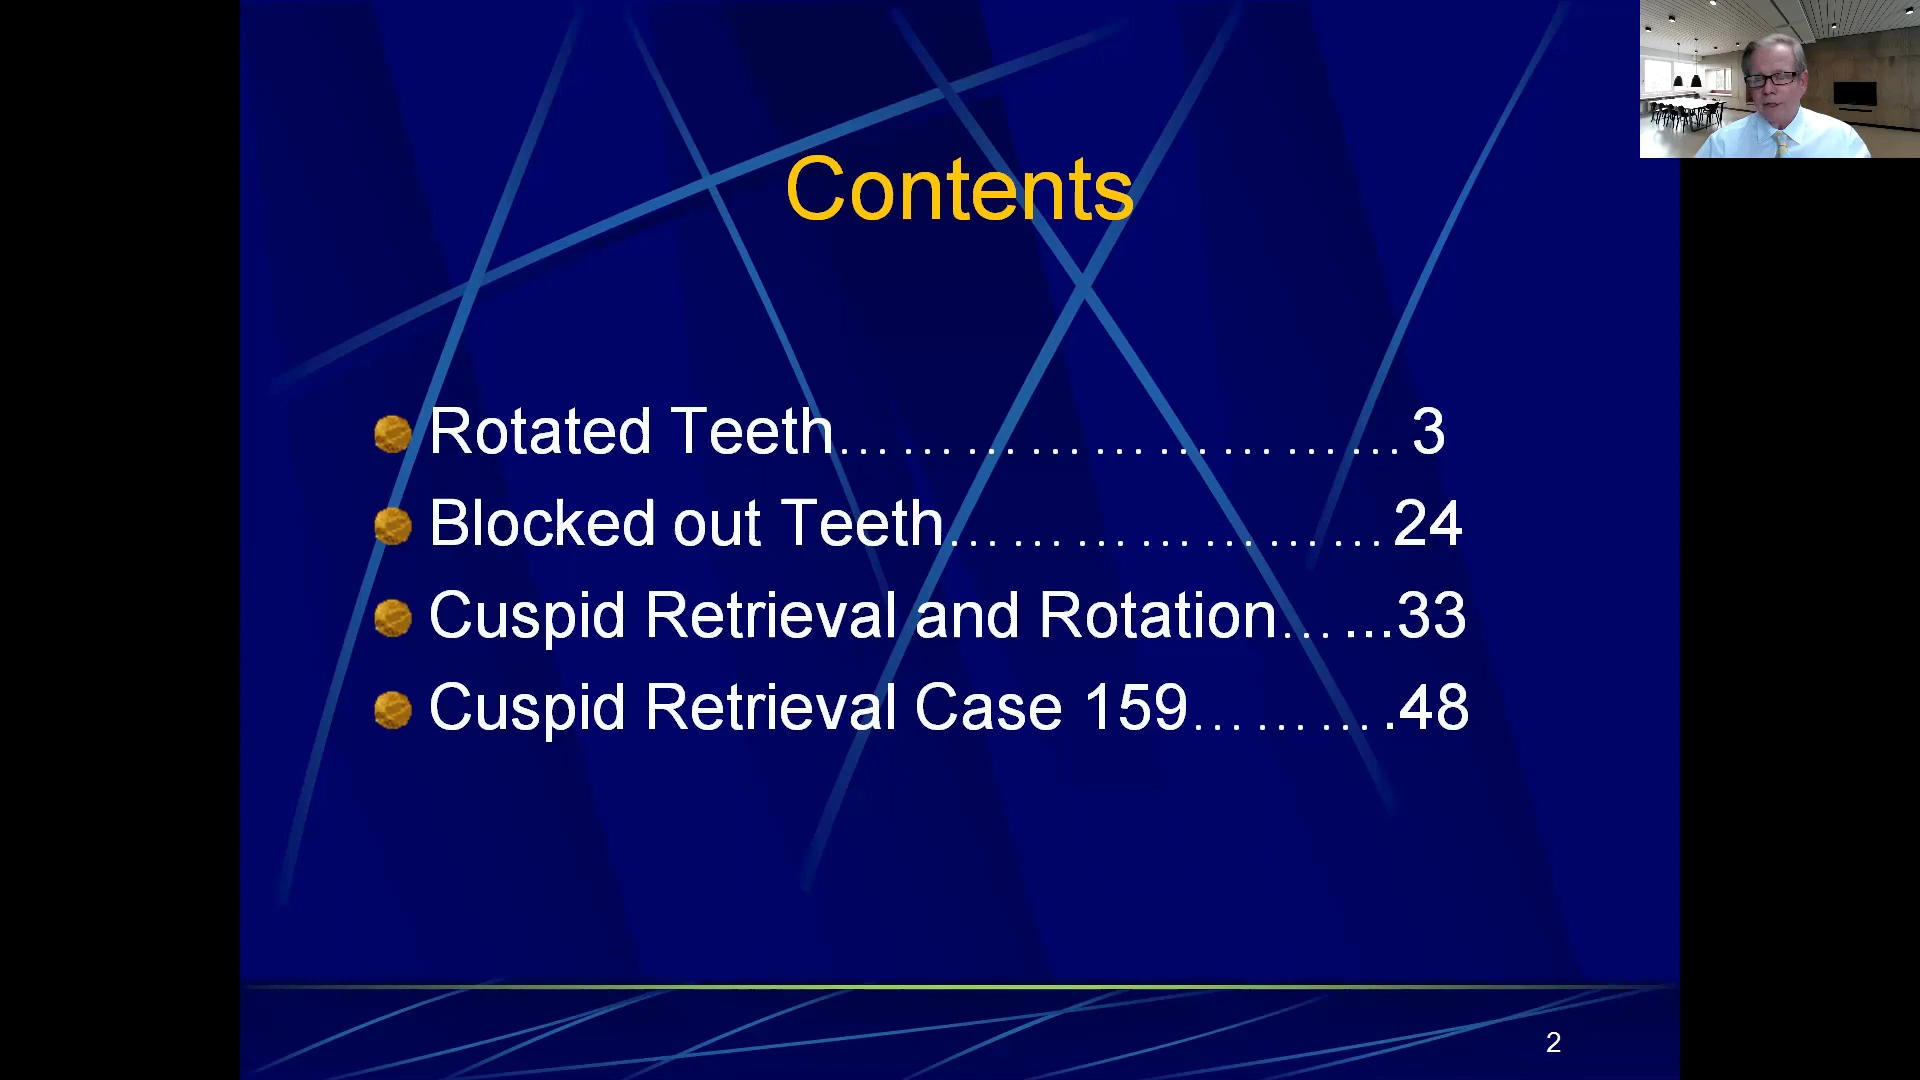 Contents
Rotated Teeth………………………3
Blocked out Teeth…………………24
Cuspid Retrieval and Rotation…...33
Cuspid Retrieval Case 159……….48
2